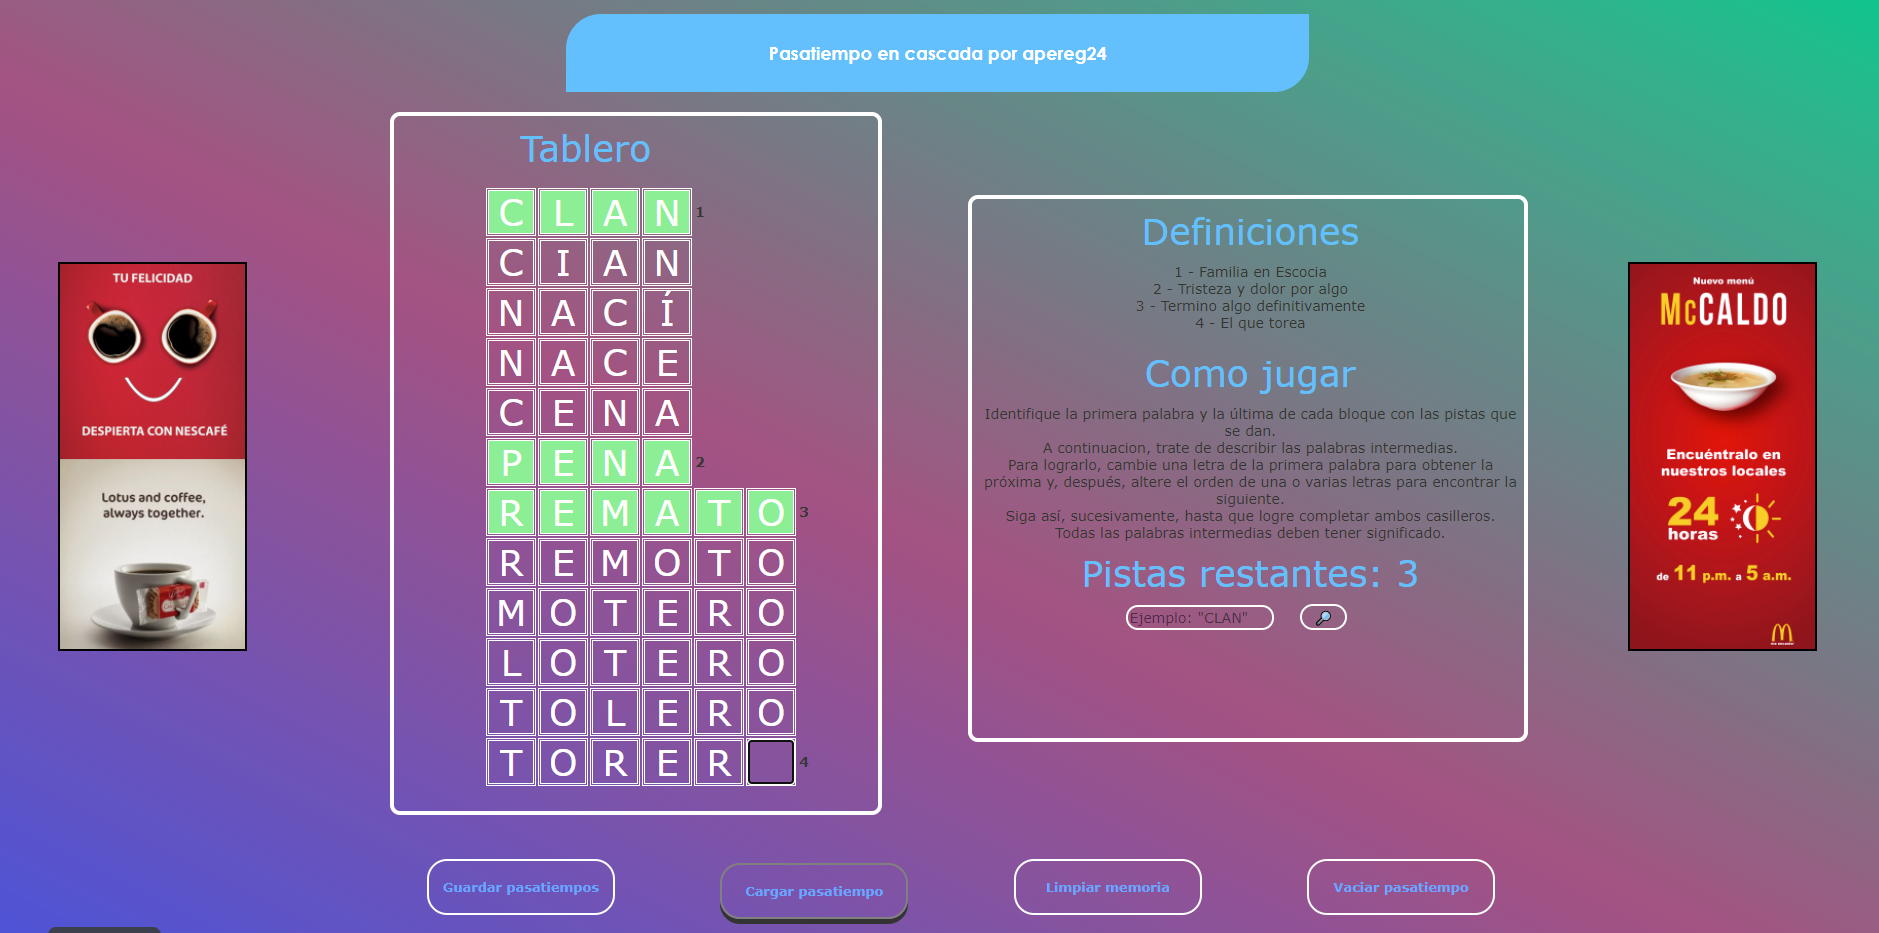 Pasatiempo en cascada por apereg24
TU FELICIDAD
DESPIERTA CON NESCAFÉ
Lotus and coffee,
always together.
Tablero
C L A N 1
C I A N
N A C Í
N A C E
C E N A
P E N A 2
R E M A T O 3
R E M O T O
M O T E R O
L O T E R O
T O L E R O
T O R E R 4
Definiciones
1 - Familia en Escocia
2 - Tristeza y dolor por algo
3 - Termino algo definitivamente
4 - El que torea
Como jugar
Identifique la primera palabra y la última de cada bloque con las pistas que
se dan.
A continuacion, trate de describir las palabras intermedias.
Para lograrlo, cambie una letra de la primera palabra para obtener la
próxima y, después, altere el orden de una o varias letras para encontrar la
siguiente.
Siga así, sucesivamente, hasta que logre completar ambos casilleros.
Todas las palabras intermedias deben tener significado.
Pistas restantes: 3
Ejemplo: "CLAN"
Nuevo menú
McCALDO
Encuéntralo en
nuestros locales
24
horas
de 11 p.m. a 5 a.m.
Guardar pasatiempos
Cargar pasatiempo
Limpiar memoria
Vaciar pasatiempo